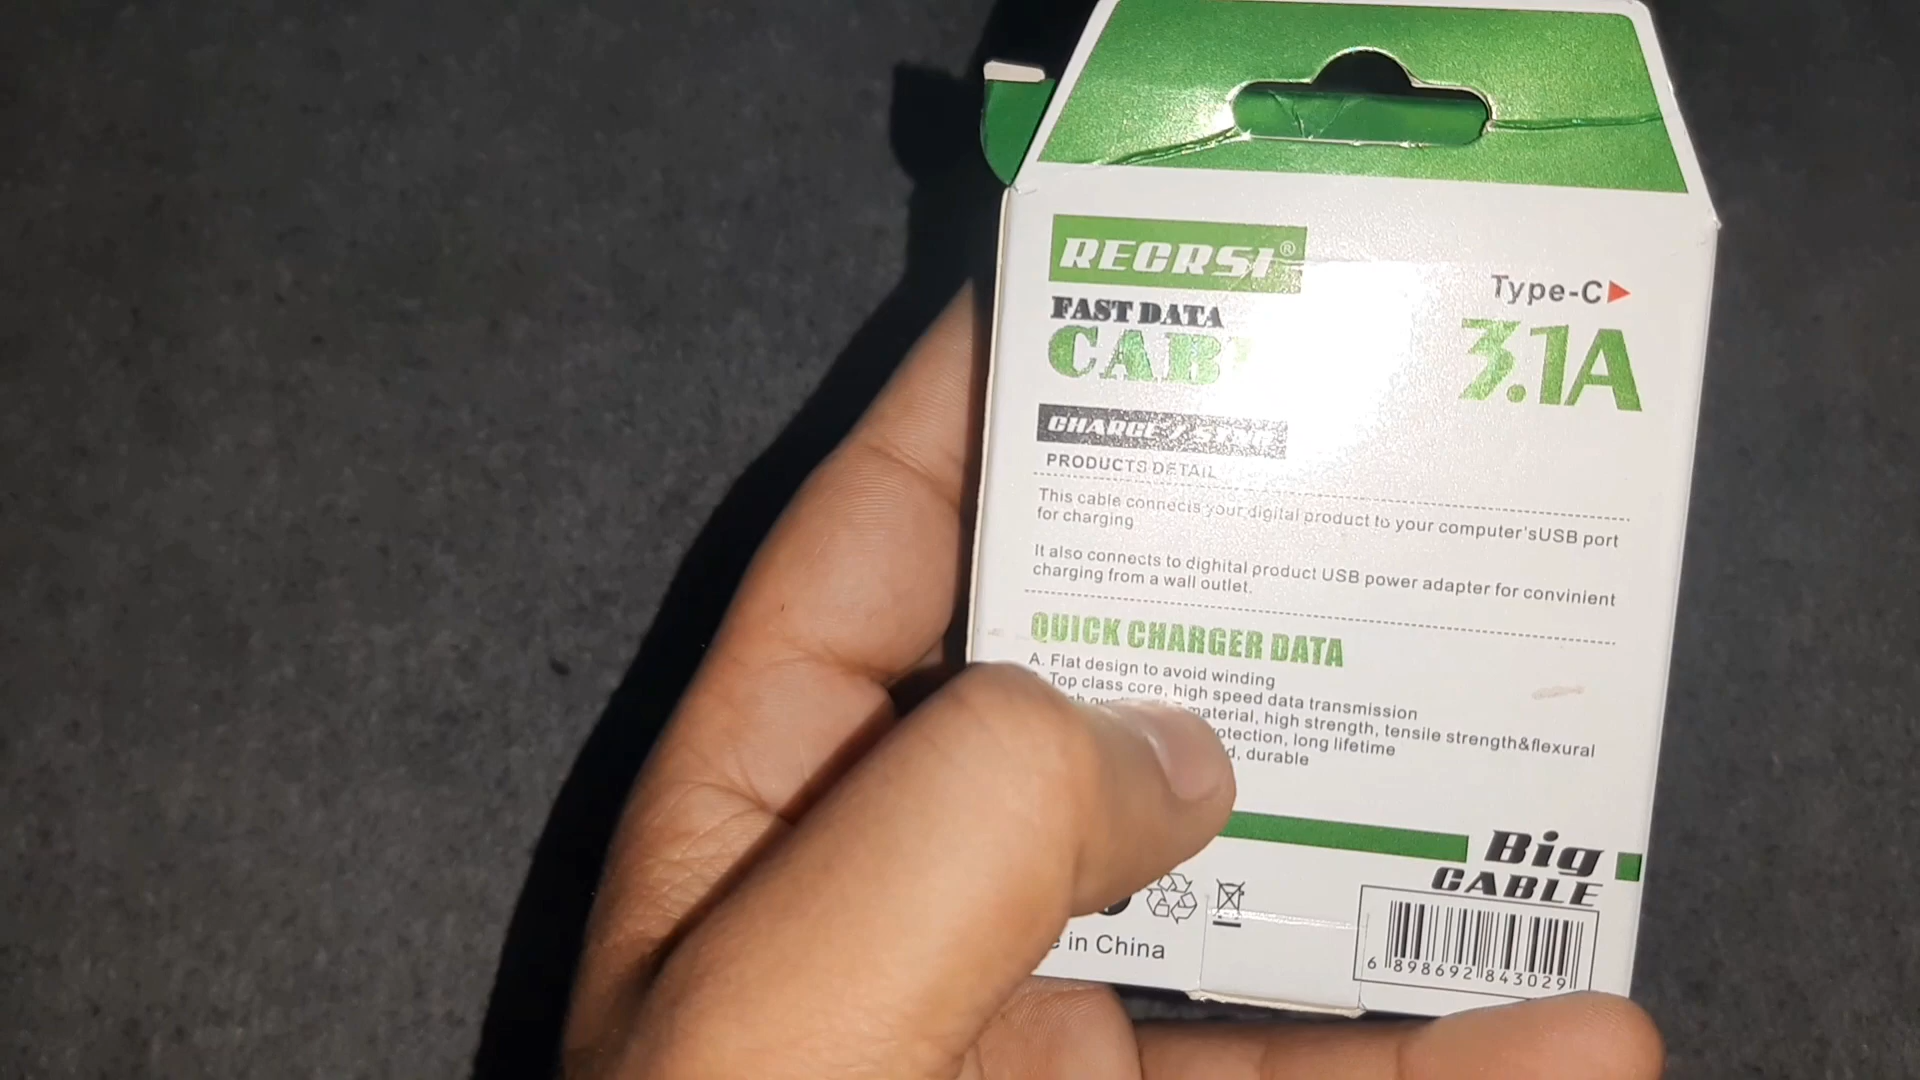 RECRSI®
FAST DATA
Type-C
3.1A
CHARGE/SYNC
PRODUCTS DETAIL
This cable connects your digital product to your computer'sUSB port
for charging
It also connects to dighital product USB power adapter for convinient
charging from a wall outlet.
QUICK CHARGER DATA
A. Flat design to avoid winding
Top class core, high speed data transmission
material, high strength, tensile strength&flexural
long lifetime
durable
Big
CABLE
in China
6 898692 843029